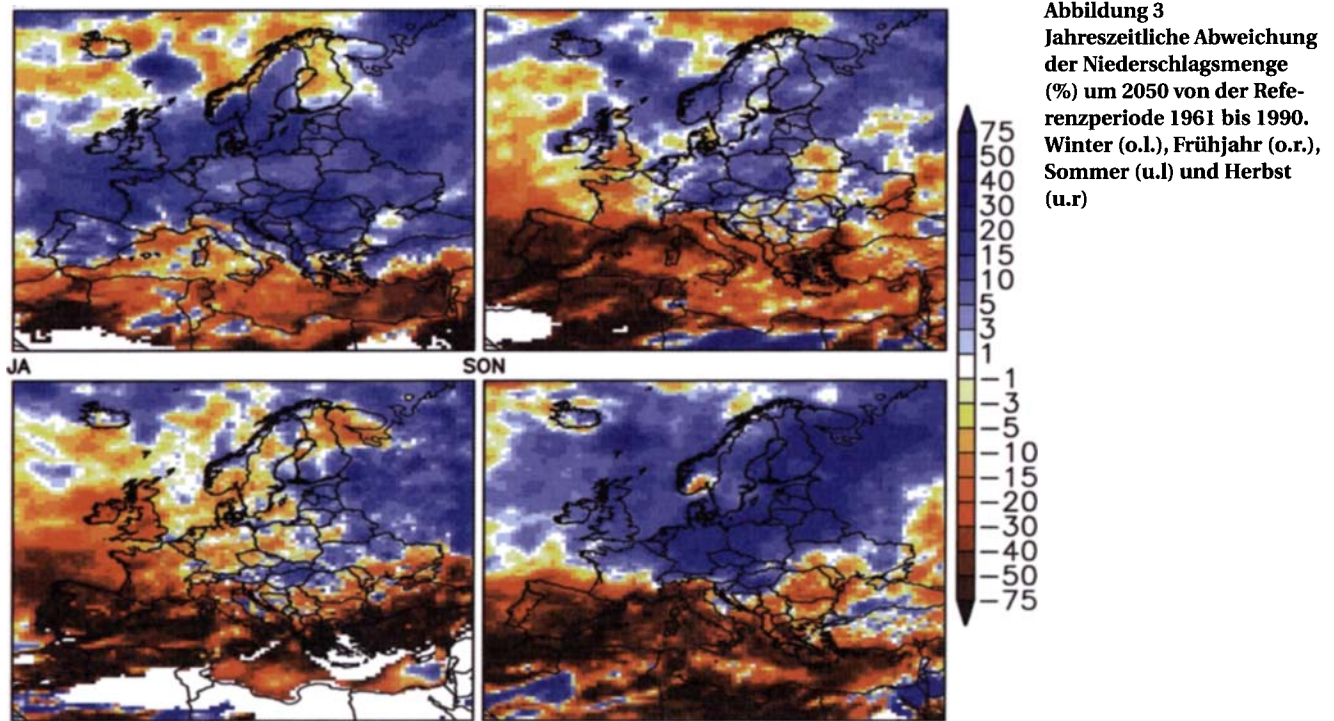 Abbildung 3
Jahreszeitliche Abweichung
der Niederschlagsmenge
(%) um 2050 von der Refe-
renzperiode 1961 bis 1990.
Winter (o.l.), Frühjahr (o.r.),
Sommer (u.l) und Herbst
(u.r)
75
50
40
30
20
15
10
5
3
1
−1
−3
−5
−10
−15
−20
−30
−40
−50
−75
JA
SON